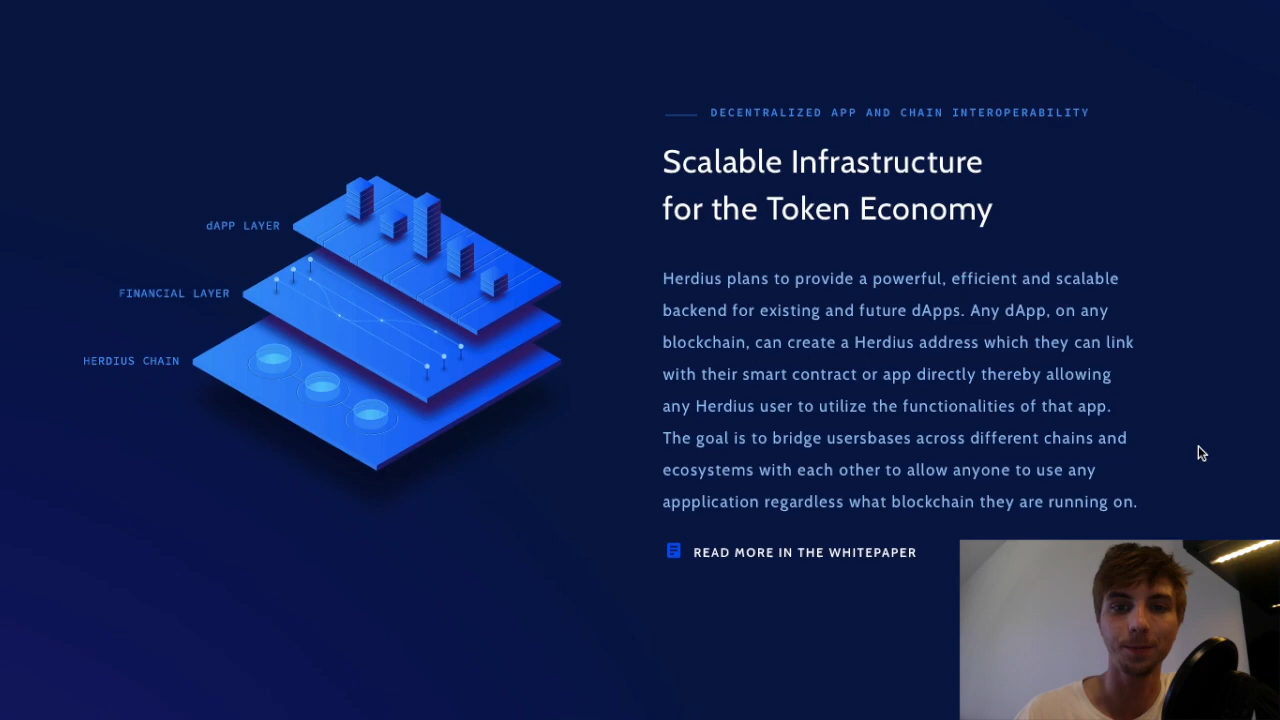 DECENTRALIZED APP AND CHAIN INTEROPERABILITY
Scalable Infrastructure
for the Token Economy
dAPP LAYER
FINANCIAL LAYER
HERDIUS CHAIN
Herdius plans to provide a powerful, efficient and scalable
backend for existing and future dApps. Any dApp, on any
blockchain, can create a Herdius address which they can link
with their smart contract or app directly thereby allowing
any Herdius user to utilize the functionalities of that app.
The goal is to bridge usersbases across different chains and
ecosystems with each other to allow anyone to use any
appplication regardless what blockchain they are running on.
READ MORE IN THE WHITEPAPER